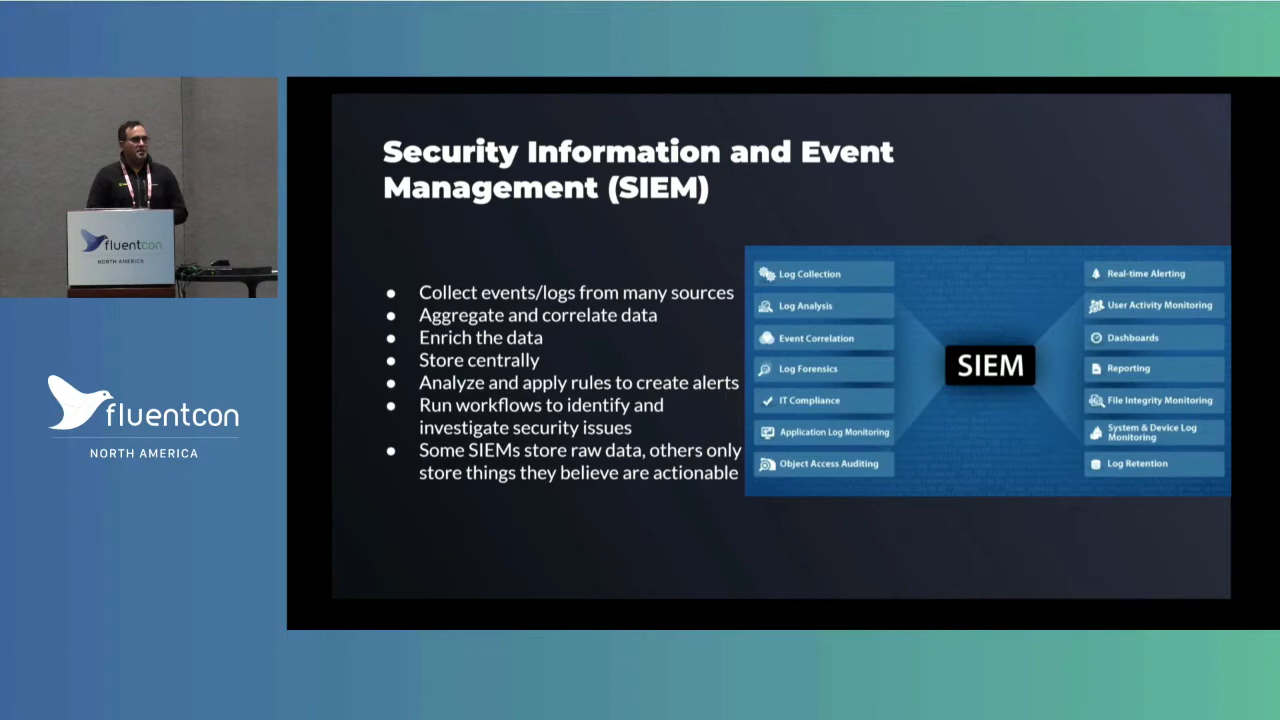 fluentcon
NORTH AMERICA
fluentcon
NORTH AMERICA
Security Information and Event
Management (SIEM)
● Collect events/logs from many sources
● Aggregate and correlate data
● Enrich the data
● Store centrally
● Analyze and apply rules to create alerts
● Run workflows to identify and
investigate security issues
● Some SIEMs store raw data, others only
store things they believe are actionable
Log Collection
Log Analysis
Event Correlation
Log Forensics
IT Compliance
Application Log Monitoring
Object Access Auditing
SIEM
Real-time Alerting
User Activity Monitoring
Dashboards
Reporting
File Integrity Monitoring
System & Device Log
Monitoring
Log Retention